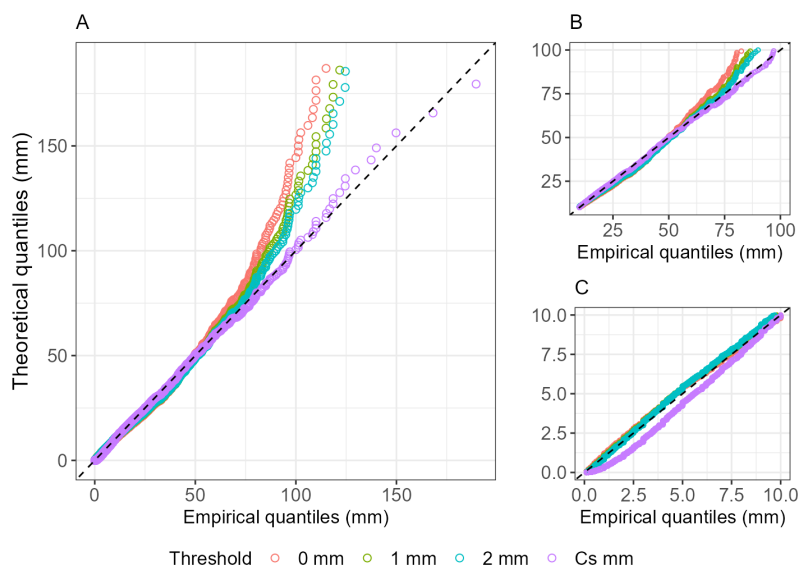 A
Theoretical quantiles (mm)
150
100
50
0
0 50 100 150
Empirical quantiles (mm)
B
100
75
50
25
25 50 75 100
Empirical quantiles (mm)
C
10.0
7.5
5.0
2.5
0.0
0.0 2.5 5.0 7.5 10.0
Empirical quantiles (mm)
Threshold 0 mm 1 mm 2 mm Cs mm